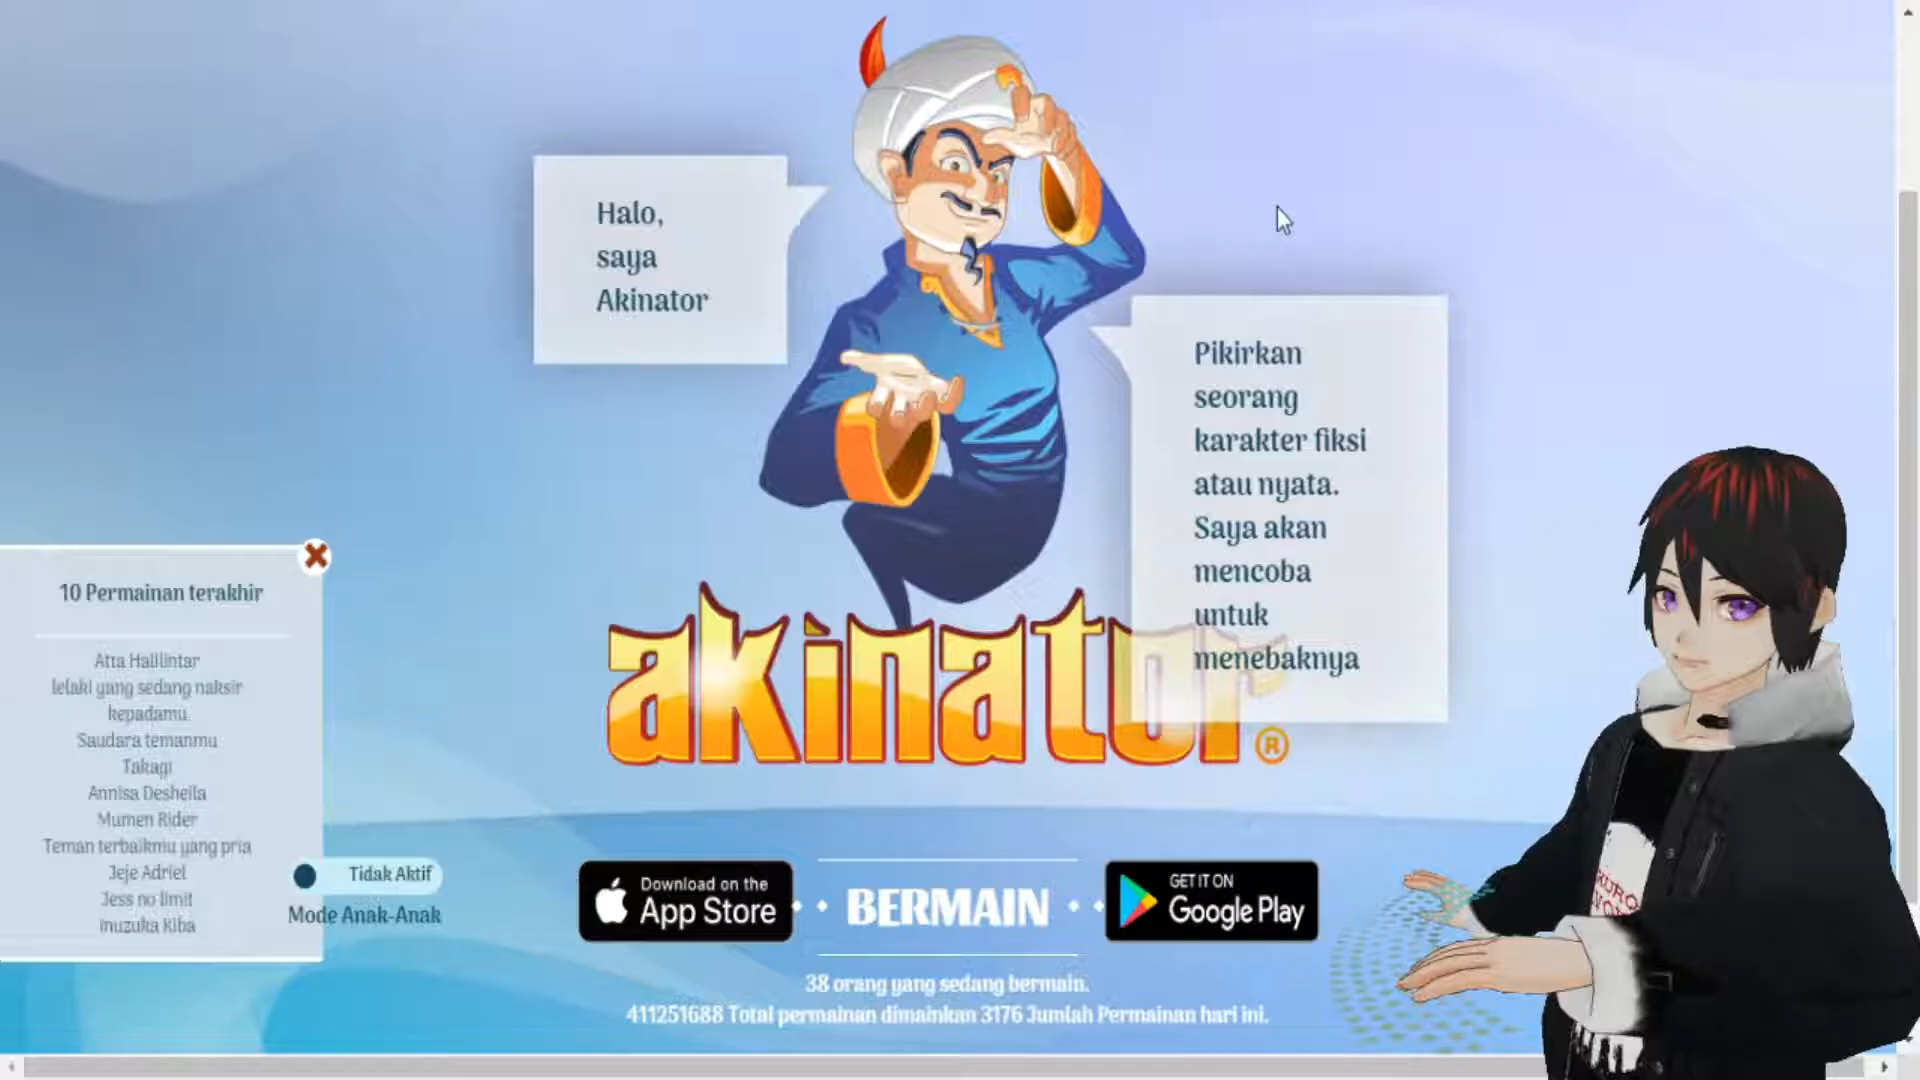 Halo,
saya
Akinator
Pikirkan
seorang
karakter fiksi
atau nyata.
Saya akan
mencoba
untuk
menebaknya
akinator®
10 Permainan terakhir
Atta Halilintar
lelaki yang sedang naksir
kepadamu
Saudara temanmu
Takagi
Annisa Desheila
Mumen Rider
Teman terbaikmu yang pria
Jeje Adriel
Jess no limit
Inuzuka Kiba
Tidak Aktif
Mode Anak-Anak
Download on the
App Store
BERMAIN
GET IT ON
Google Play
38 orang yang sedang bermain.
411251688 Total permainan dimainkan 3176 Jumlah Permainan hari ini.